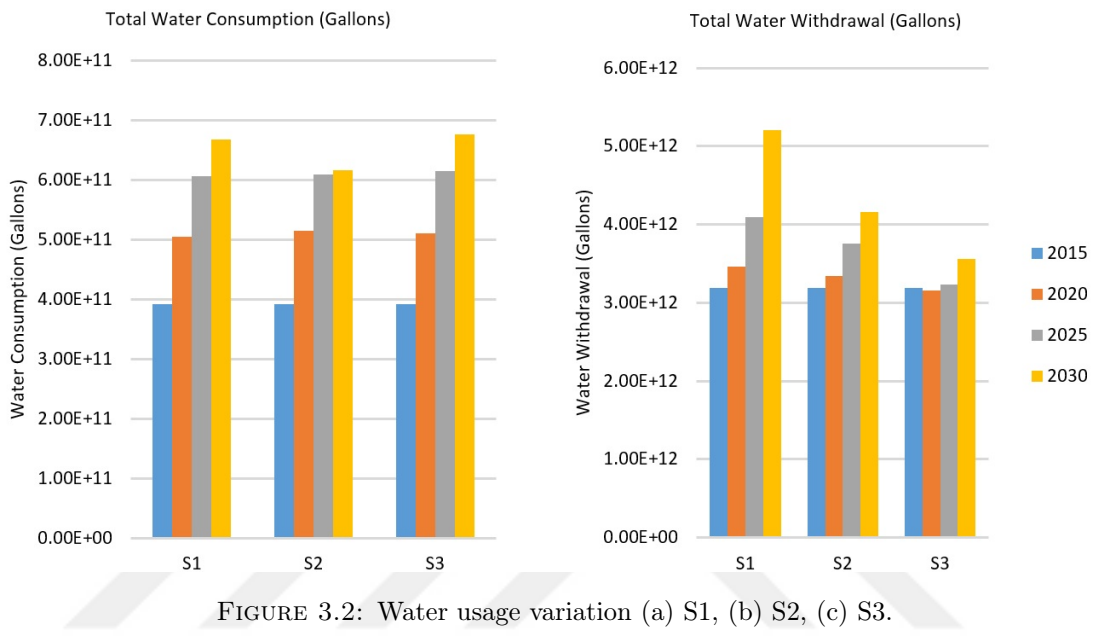 Total Water Consumption (Gallons)
8.00E+11
7.00E+11
6.00E+11
5.00E+11
4.00E+11
3.00E+11
2.00E+11
1.00E+11
0.00E+00
Water Consumption (Gallons)
S1 S2 S3
Total Water Withdrawal (Gallons)
6.00E+12
5.00E+12
4.00E+12
3.00E+12
2.00E+12
1.00E+12
0.00E+00
Water Withdrawal (Gallons)
S1 S2 S3
2015
2020
2025
2030
FIGURE 3.2: Water usage variation (a) S1, (b) S2, (c) S3.